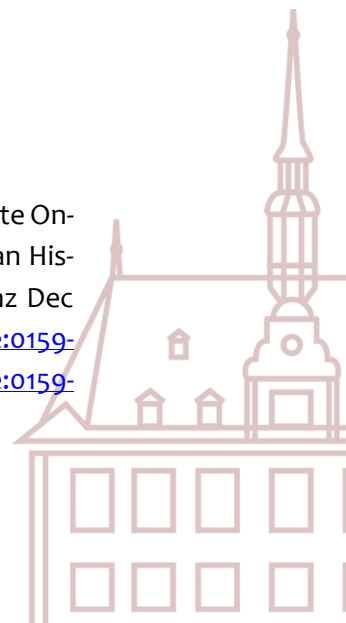 te On-
an His-
nz Dec
e:0159-
e:0159-